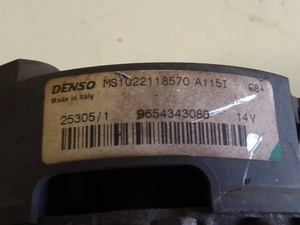 DENSO MS1022118570 A115I
Made in Italy
25305/1 9654343080 14V